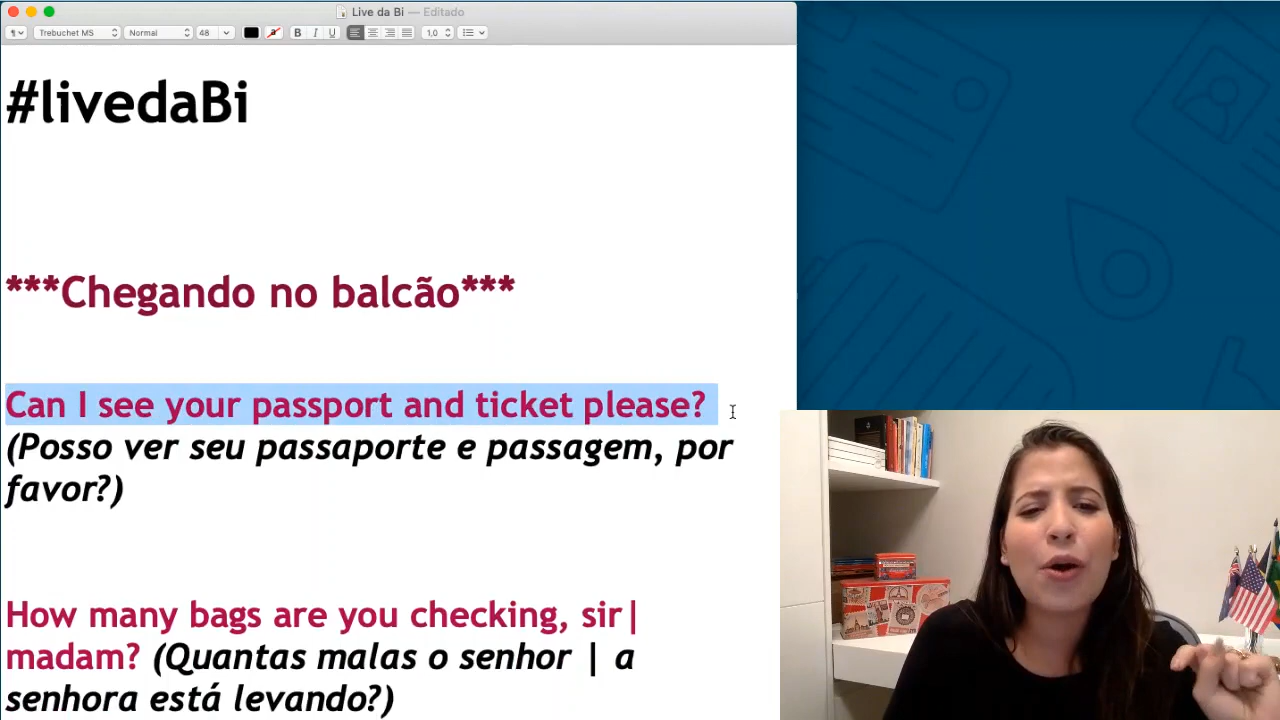 Live da Bi — Editado
Trebuchet MS Normal 48 B I U 1,0
#livedaBi
***Chegando no balcão***
Can I see your passport and ticket please?
(Posso ver seu passaporte e passagem, por
favor?)
How many bags are you checking, sir|
madam? (Quantas malas o senhor | a
senhora está levando?)